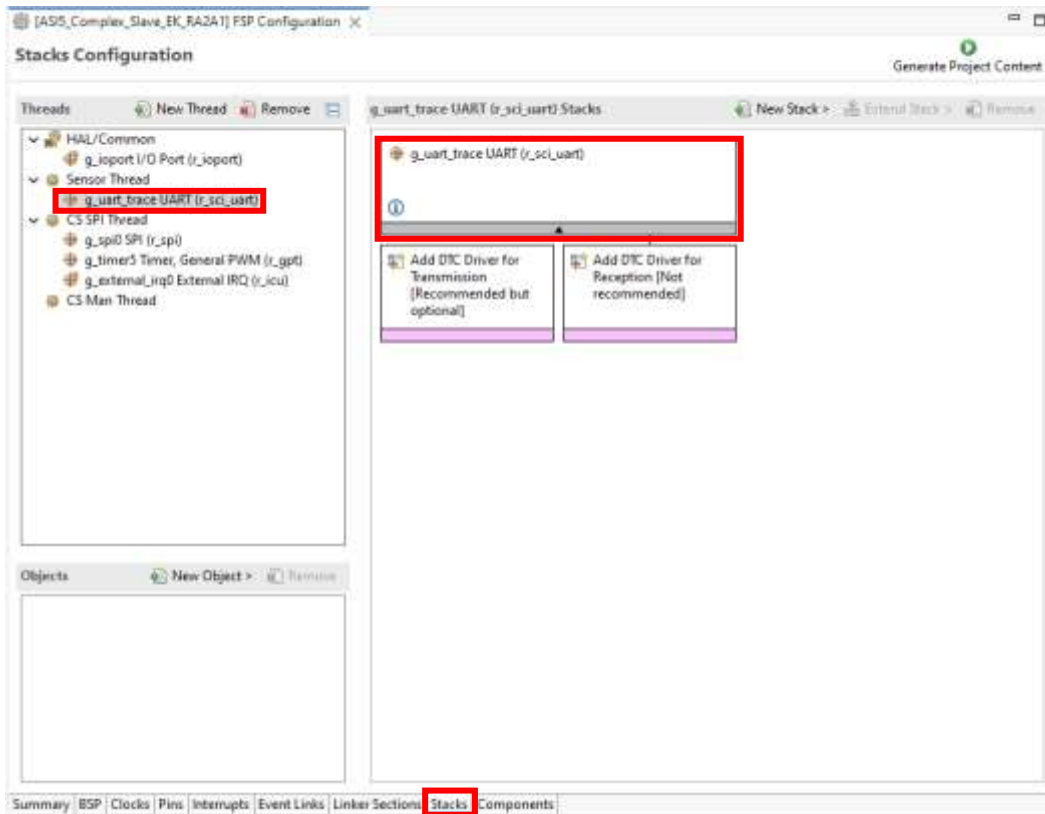 [ASI5_Complex_Slave_EK_RA2A1] FSP Configuration
Stacks Configuration
Generate Project Content
Threads
New Thread
Remove
HAL/Common
g_ioport I/O Port (r_ioport)
Sensor Thread
g_uart_trace UART (r_sci_uart)
CS SPI Thread
g_spi0 SPI (r_spi)
g_timer5 Timer, General PWM (r_gpt)
g_external_irq0 External IRQ (r_icu)
CS Man Thread
Objects
New Object >
Remove
g_uart_trace UART (r_sci_uart) Stacks
New Stack >
Extend Stack >
Remove
g_uart_trace UART (r_sci_uart)
Add DTC Driver for
Transmission
[Recommended but
optional]
Add DTC Driver for
Reception [Not
recommended]
Summary BSP Clocks Pins Interrupts Event Links Linker Sections Stacks Components